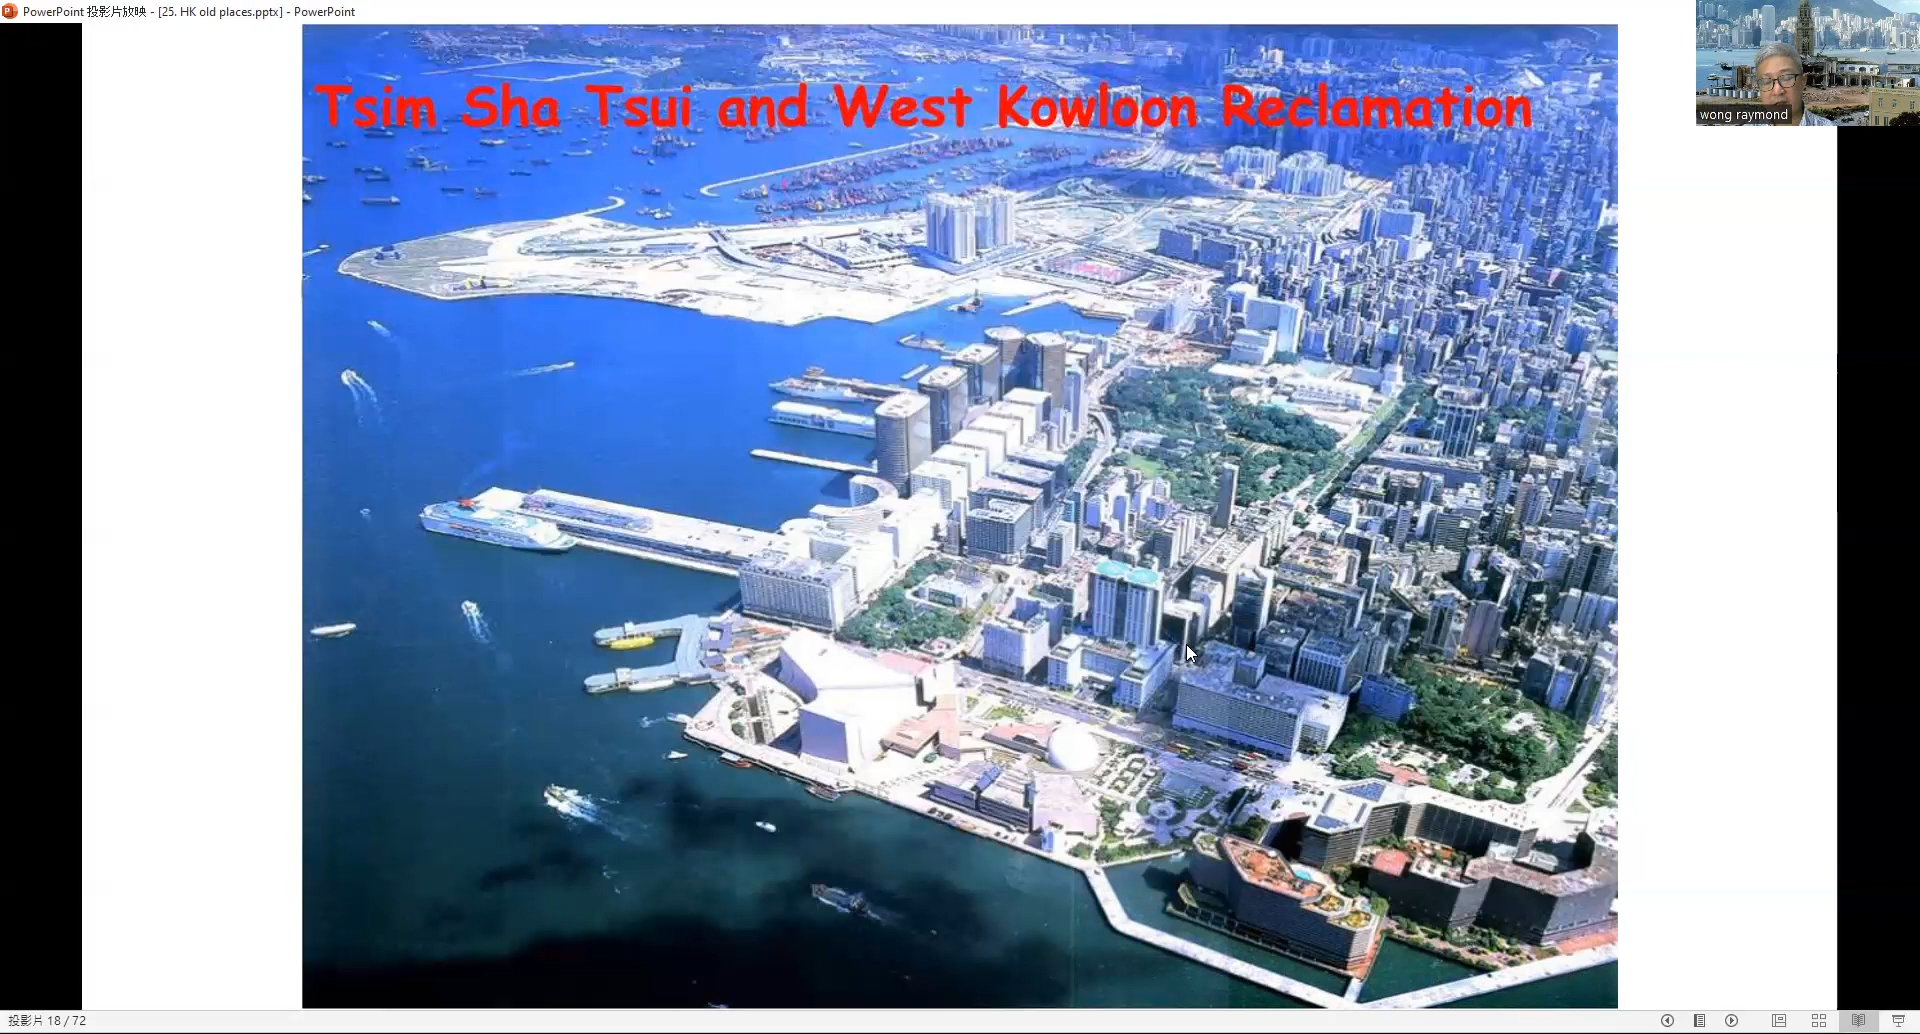 PowerPoint 投影片放映 - [25. HK old places.pptx] - PowerPoint
Tsim Sha Tsui and West Kowloon Reclamation
wong raymond
投影片 18 / 72